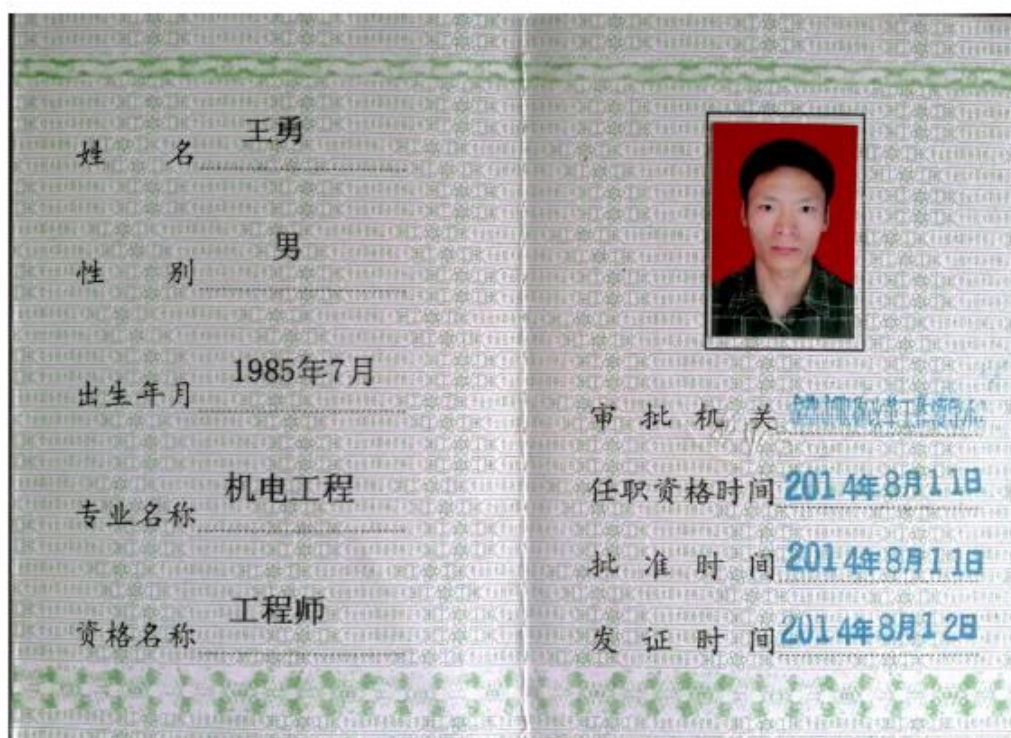 姓名 王勇
性别 男
出生年月 1985年7月
专业名称 机电工程
资格名称 工程师
审批机关
任职资格时间 2014年8月11日
批准时间 2014年8月11日
发证时间 2014年8月12日